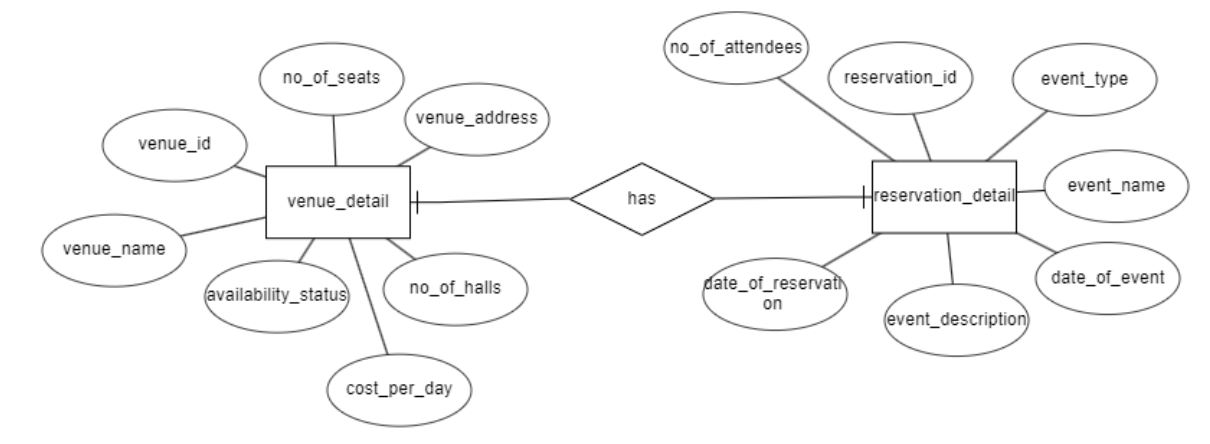 no_of_attendees
no_of_seats
reservation_id
event_type
venue_address
venue_id
venue_detail
has
reservation_detail
event_name
venue_name
availability_status
no_of_halls
date_of_reservati
on
event_description
date_of_event
cost_per_day